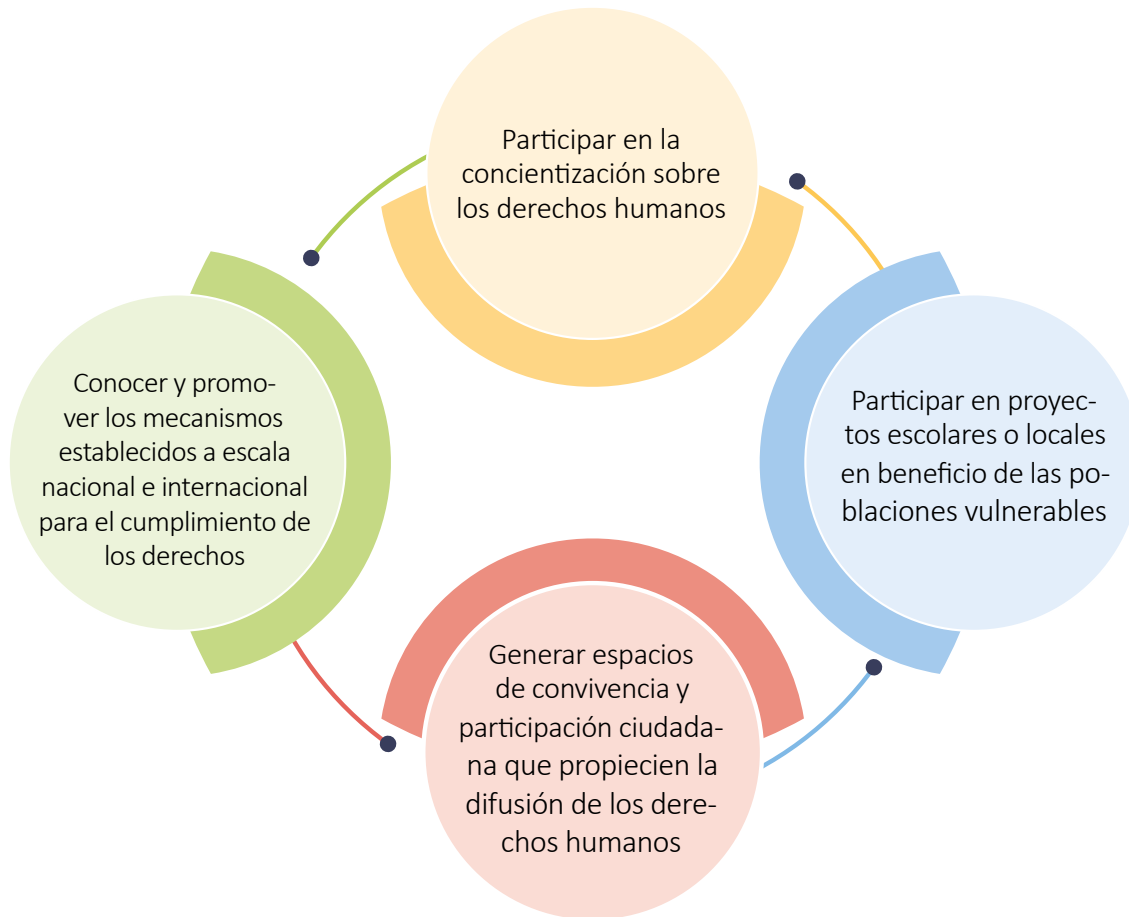 Participar en la
concientización sobre
los derechos humanos
Conocer y promo-
ver los mecanismos
establecidos a escala
nacional e internacional
para el cumplimiento de
los derechos
Participar en proyec-
tos escolares o locales
en beneficio de las po-
blaciones vulnerables
Generar espacios
de convivencia y
participación ciudada-
na que propiecien la
difusión de los dere-
chos humanos